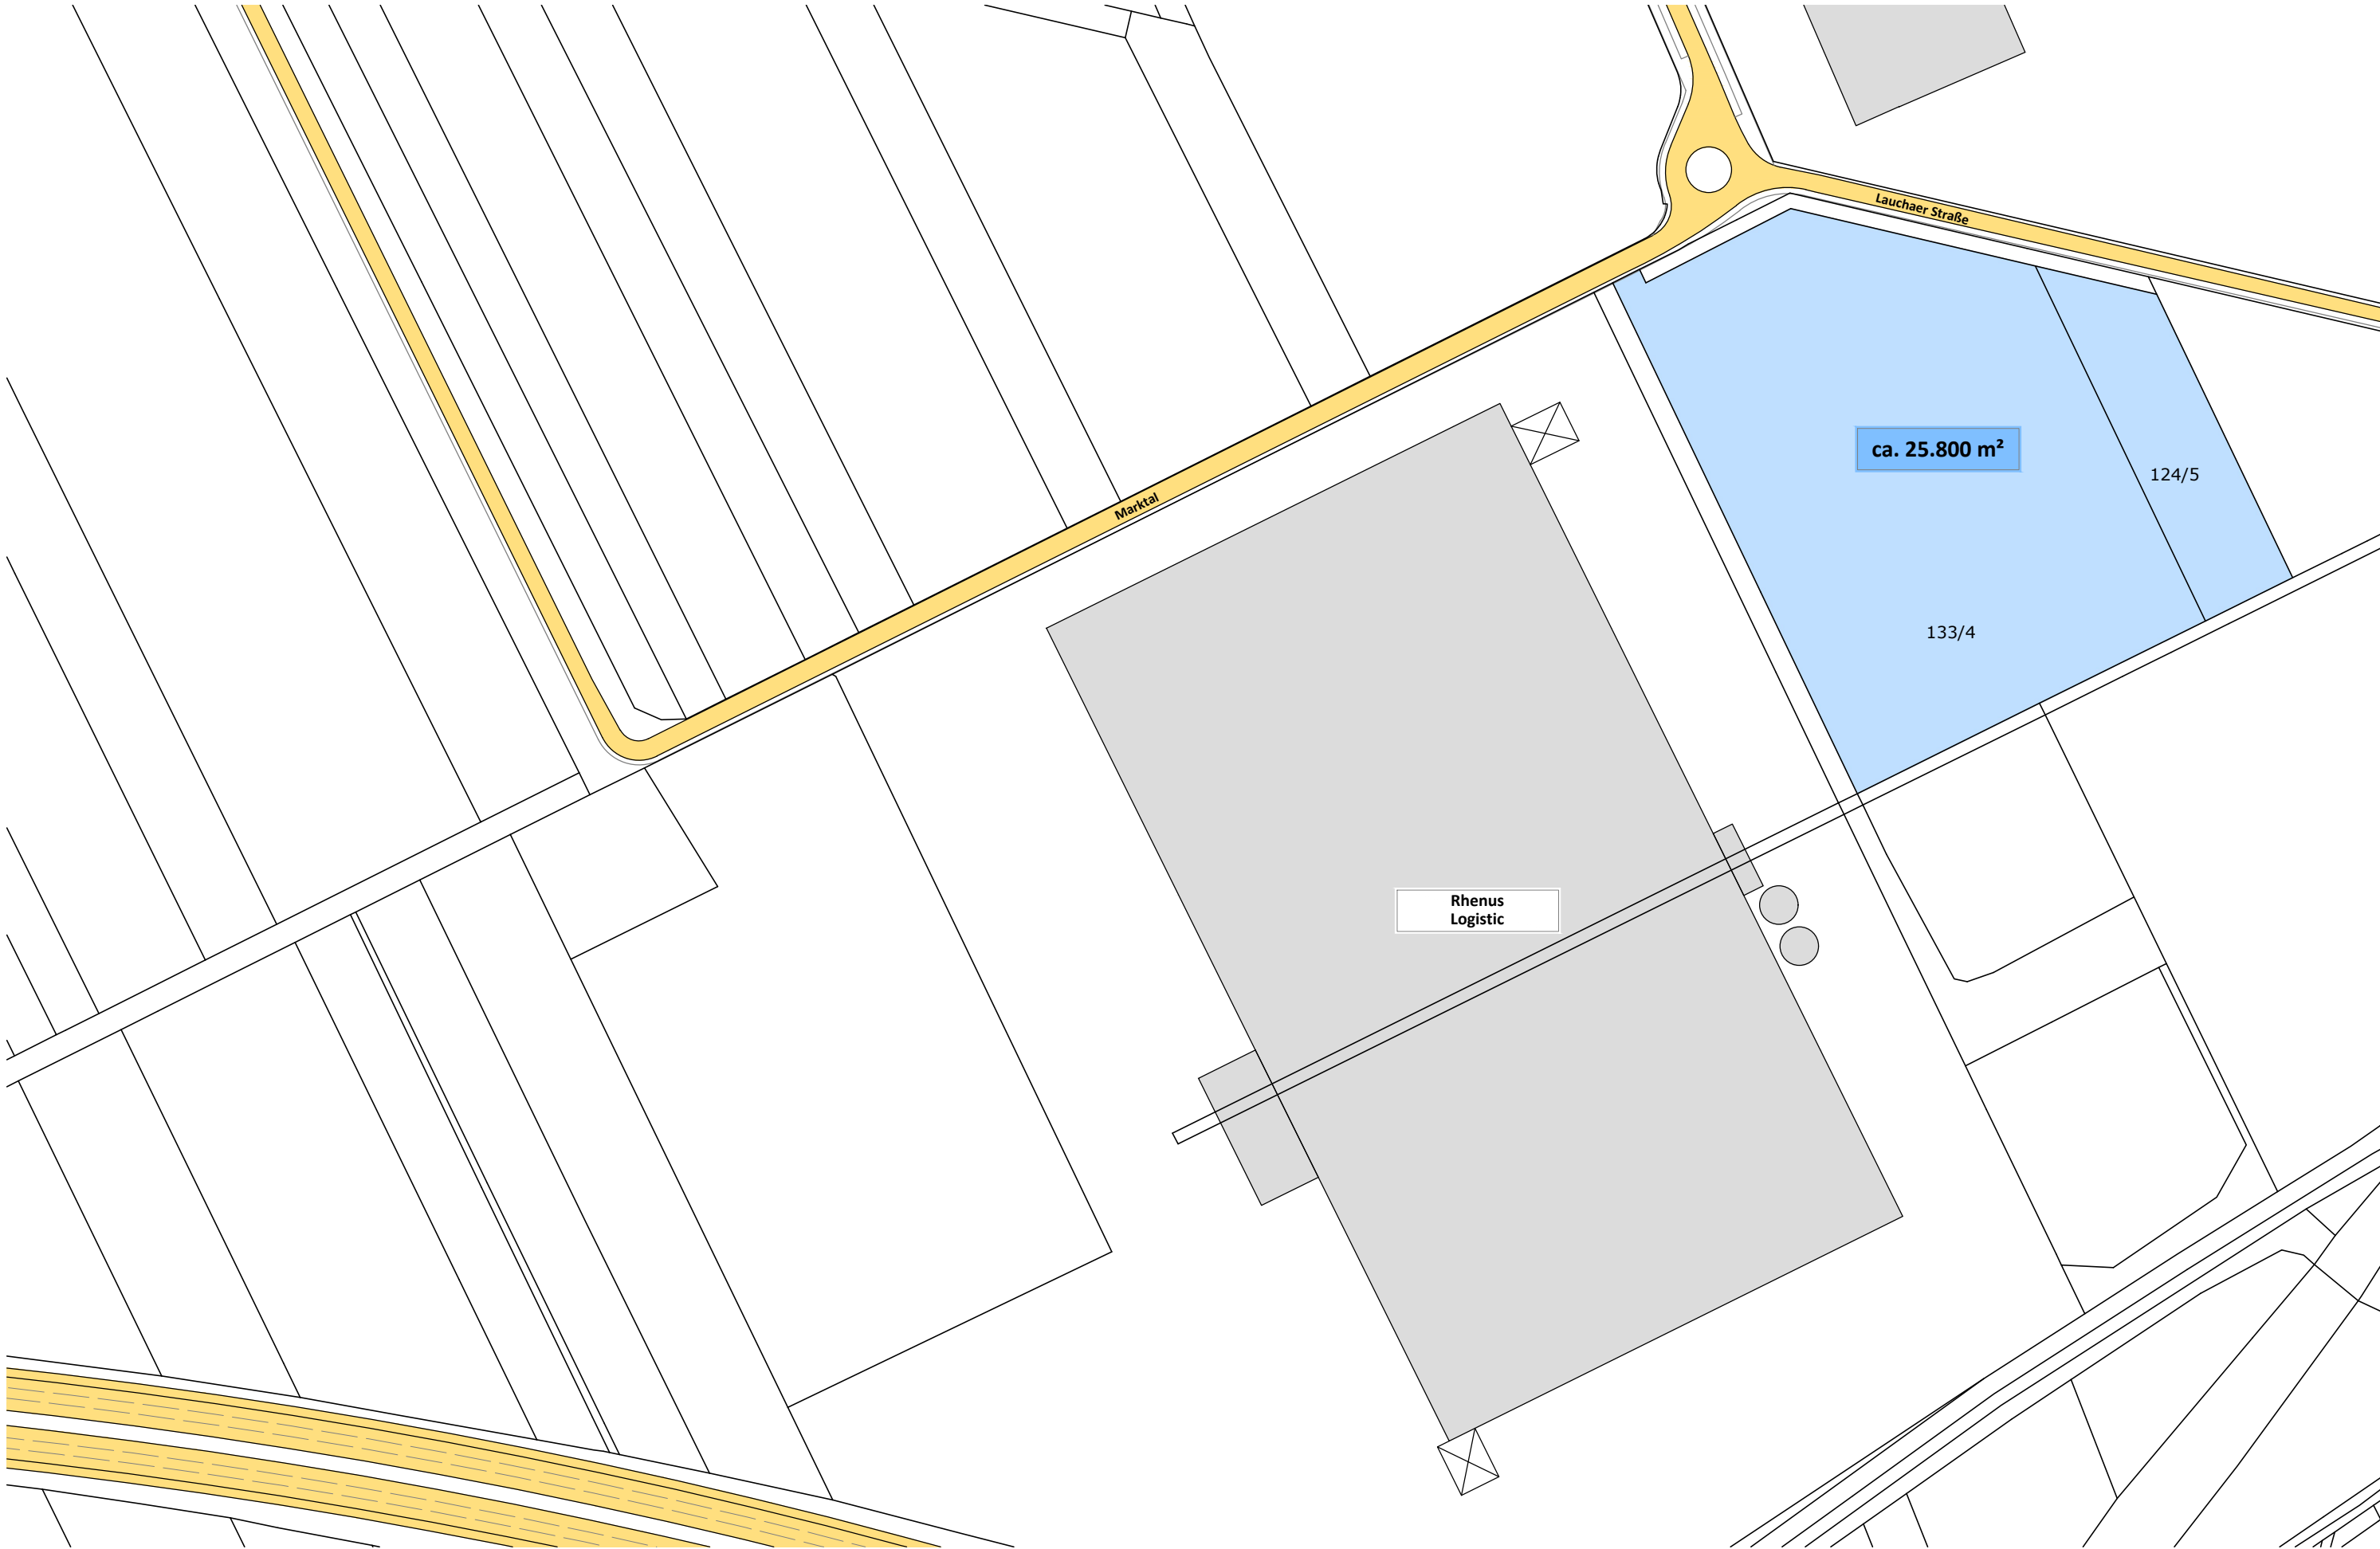 Lauchaer Straße
ca. 25.800 m²
124/5
Marktal
133/4
Rhenus
Logistic